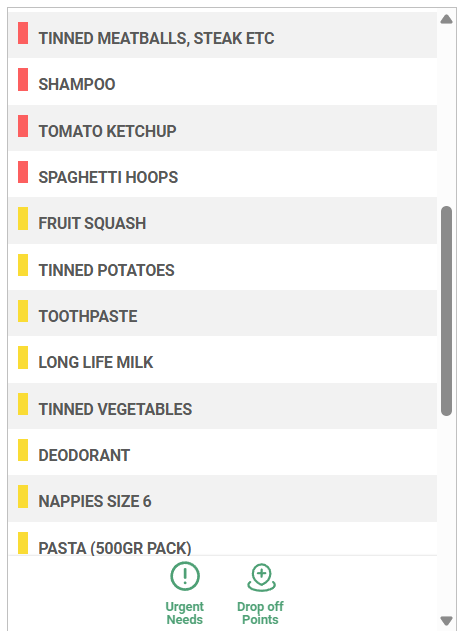 TINNED MEATBALLS, STEAK ETC
SHAMPOO
TOMATO KETCHUP
SPAGHETTI HOOPS
FRUIT SQUASH
TINNED POTATOES
TOOTHPASTE
LONG LIFE MILK
TINNED VEGETABLES
DEODORANT
NAPPIES SIZE 6
PASTA (500GR PACK)
Urgent
Needs
Drop off
Points